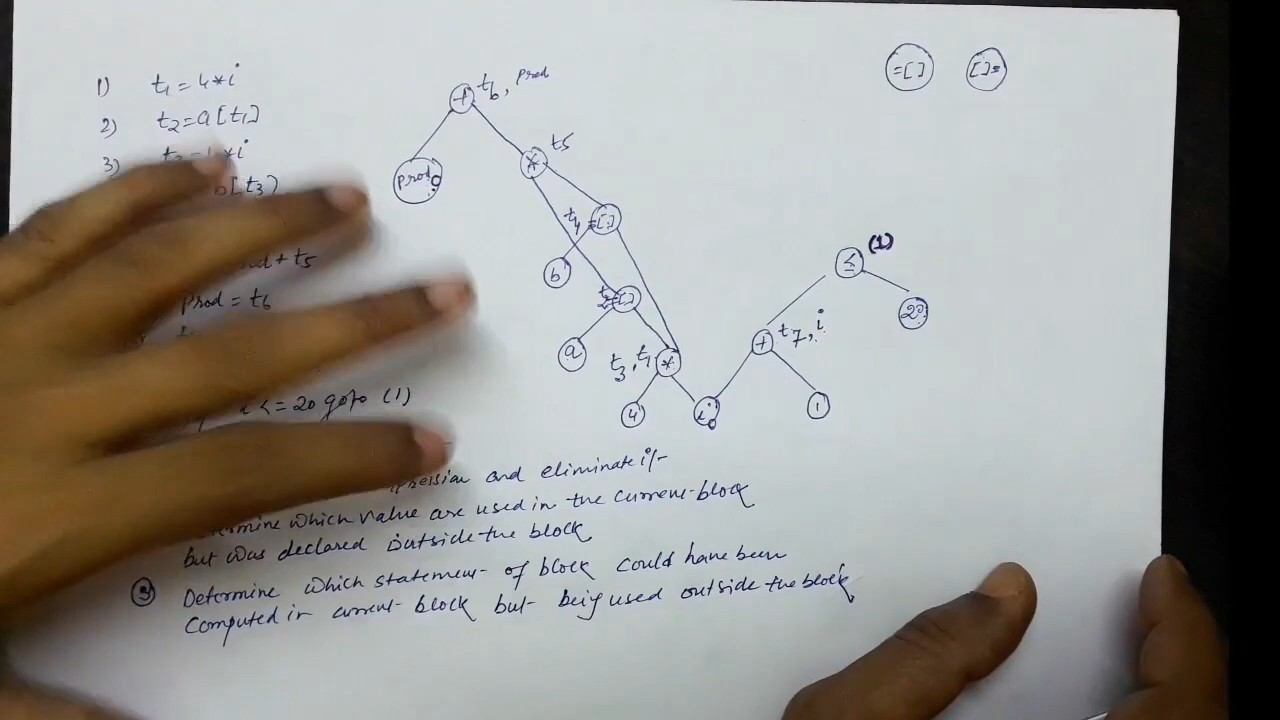 1) t1 = 4*i
2) t2 = a[t1]
3) *i
b[t3]
+ t5
prod = t6
<= 20 goto (1)
and eliminate it
which value are used in the current block
but was declared outside the block
③ Determine which statement of block could have been
Computed in current block but being used outside the block
+ t6, prod
prod0
* t5
t4 =[]
b
=[]
a
t3, t1 *
4
i0
+ t7, i
1
≤ (1)
20
=[] []=